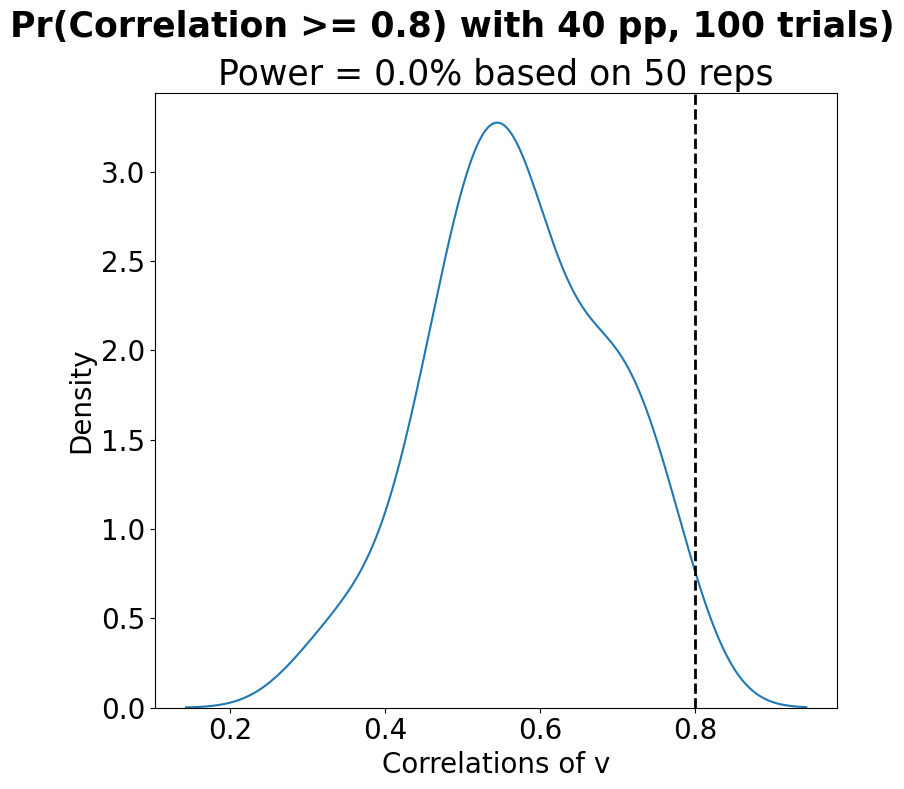 Pr(Correlation >= 0.8) with 40 pp, 100 trials)
Power = 0.0% based on 50 reps
3.0
2.5
2.0
1.5
1.0
0.5
0.0
Density
0.2 0.4 0.6 0.8
Correlations of v